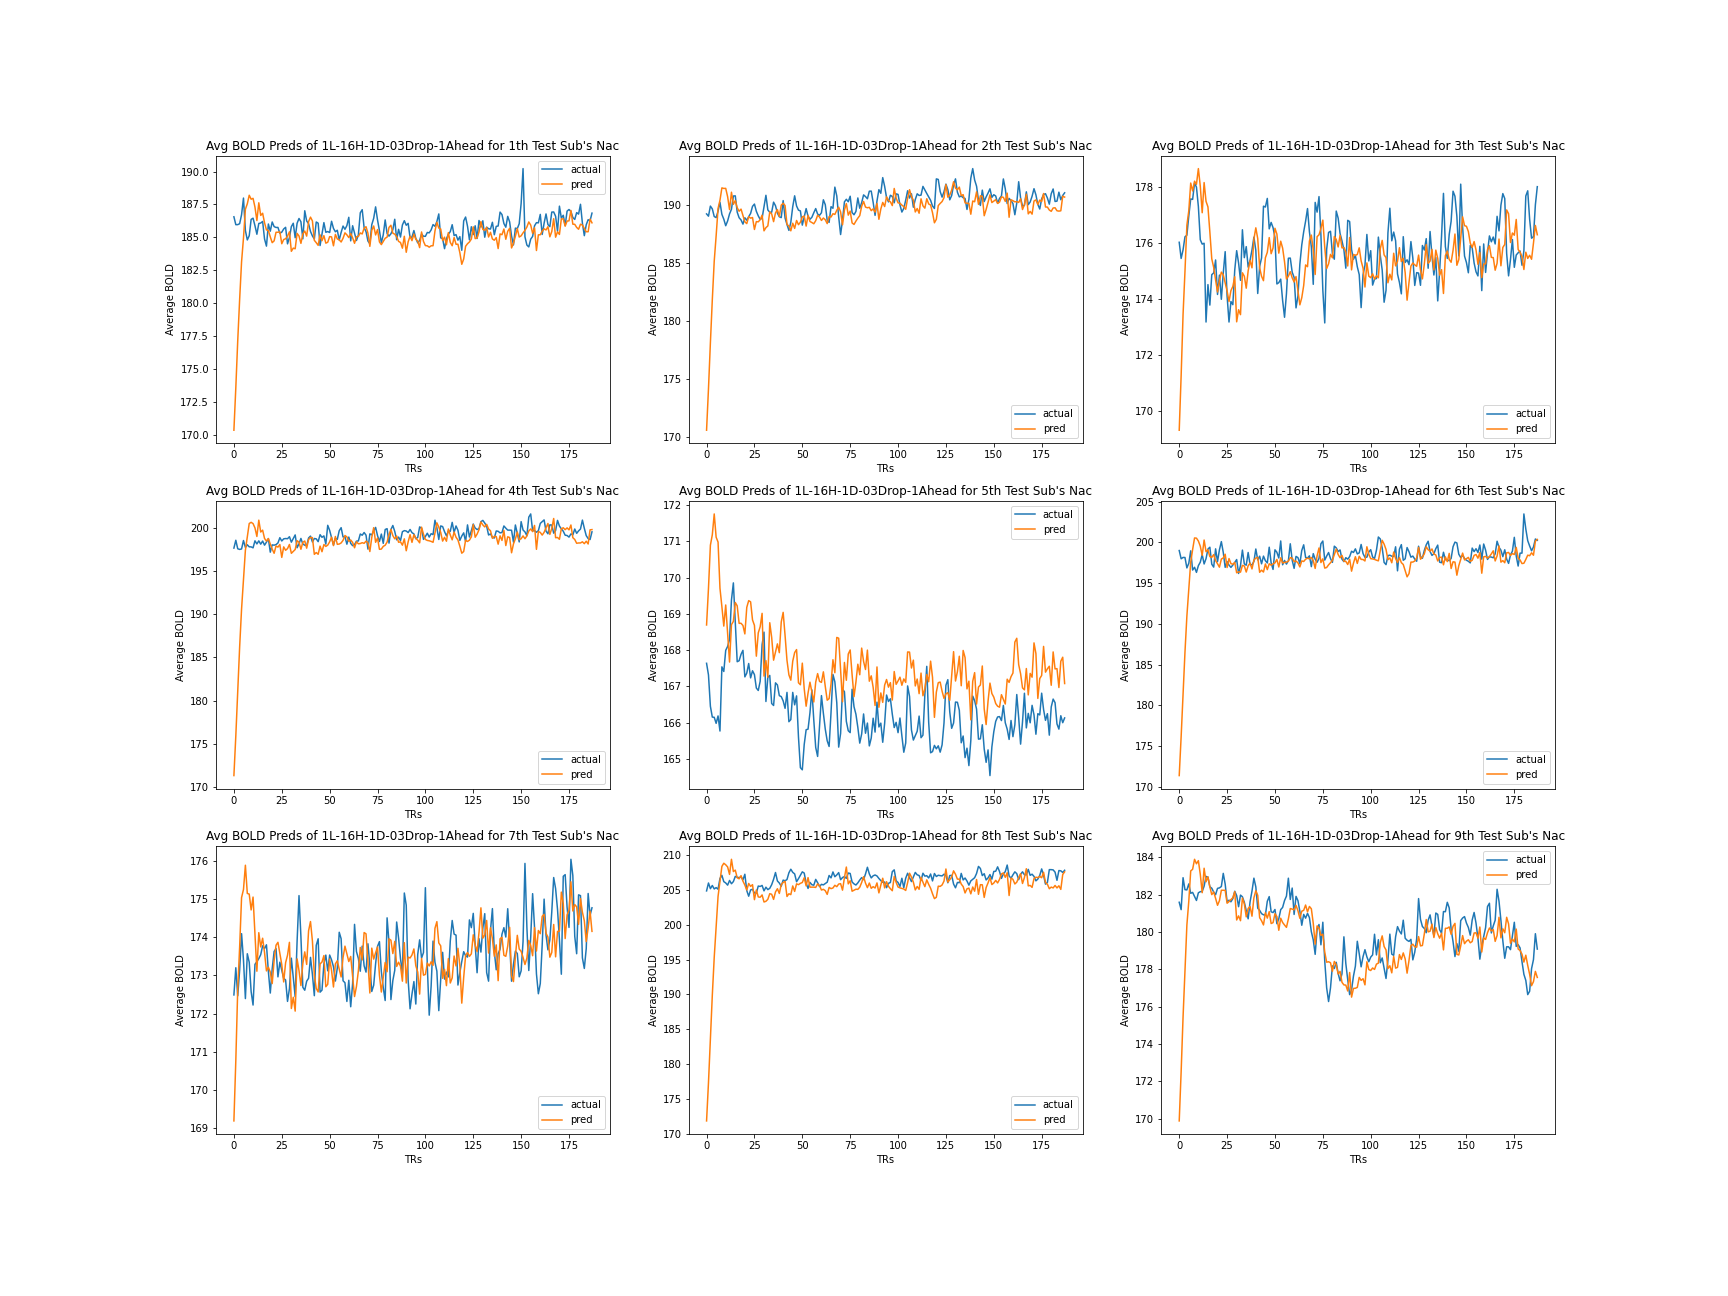 Avg BOLD Preds of 1L-16H-1D-03Drop-1Ahead for 1th Test Sub's Nac
190.0
187.5
185.0
182.5
180.0
177.5
175.0
172.5
170.0
Average BOLD
actual
pred
0 25 50 75 100 125 150 175
TRs
Avg BOLD Preds of 1L-16H-1D-03Drop-1Ahead for 2th Test Sub's Nac
190
185
180
175
170
Average BOLD
actual
pred
0 25 50 75 100 125 150 175
TRs
Avg BOLD Preds of 1L-16H-1D-03Drop-1Ahead for 3th Test Sub's Nac
178
176
174
172
170
Average BOLD
actual
pred
0 25 50 75 100 125 150 175
TRs
Avg BOLD Preds of 1L-16H-1D-03Drop-1Ahead for 4th Test Sub's Nac
200
195
190
185
180
175
170
Average BOLD
actual
pred
0 25 50 75 100 125 150 175
TRs
Avg BOLD Preds of 1L-16H-1D-03Drop-1Ahead for 5th Test Sub's Nac
172
171
170
169
168
167
166
165
Average BOLD
actual
pred
0 25 50 75 100 125 150 175
TRs
Avg BOLD Preds of 1L-16H-1D-03Drop-1Ahead for 6th Test Sub's Nac
205
200
195
190
185
180
175
170
Average BOLD
actual
pred
0 25 50 75 100 125 150 175
TRs
Avg BOLD Preds of 1L-16H-1D-03Drop-1Ahead for 7th Test Sub's Nac
176
175
174
173
172
171
170
169
Average BOLD
actual
pred
0 25 50 75 100 125 150 175
TRs
Avg BOLD Preds of 1L-16H-1D-03Drop-1Ahead for 8th Test Sub's Nac
210
205
200
195
190
185
180
175
170
Average BOLD
actual
pred
0 25 50 75 100 125 150 175
TRs
Avg BOLD Preds of 1L-16H-1D-03Drop-1Ahead for 9th Test Sub's Nac
184
182
180
178
176
174
172
170
Average BOLD
actual
pred
0 25 50 75 100 125 150 175
TRs